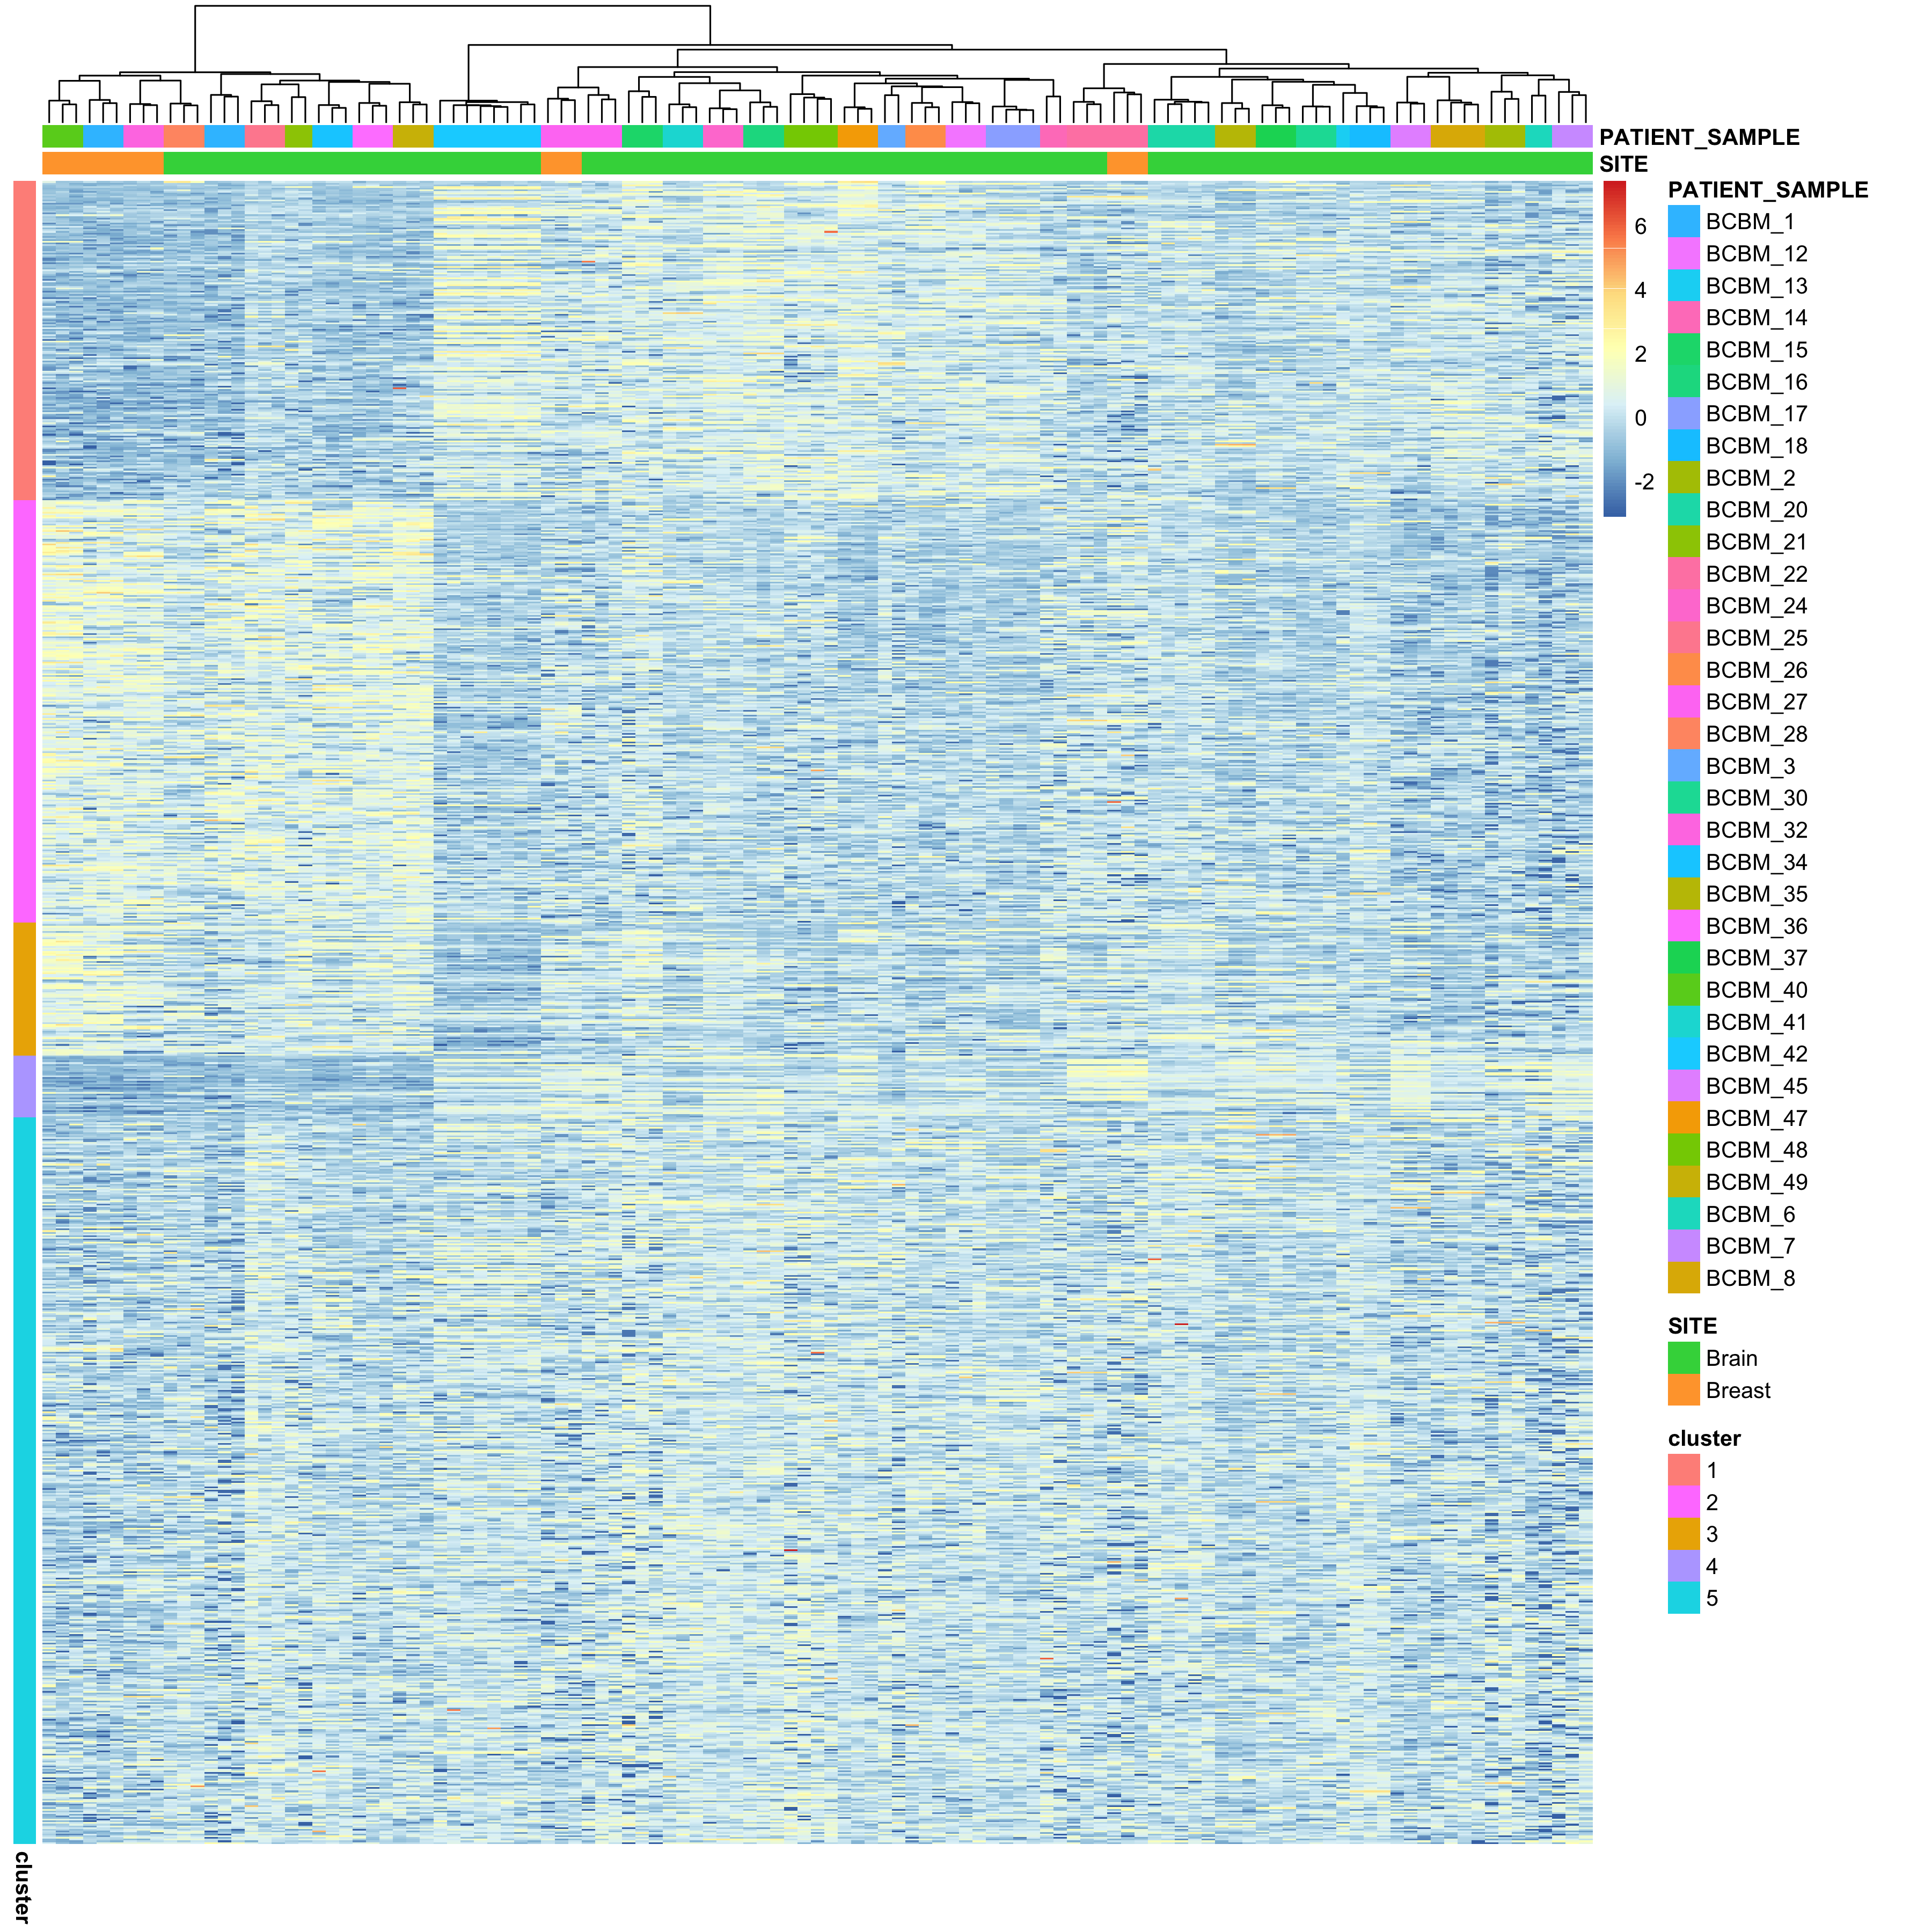 PATIENT_SAMPLE
SITE
6
4
2
0
-2
PATIENT_SAMPLE
BCBM_1
BCBM_12
BCBM_13
BCBM_14
BCBM_15
BCBM_16
BCBM_17
BCBM_18
BCBM_2
BCBM_20
BCBM_21
BCBM_22
BCBM_24
BCBM_25
BCBM_26
BCBM_27
BCBM_28
BCBM_3
BCBM_30
BCBM_32
BCBM_34
BCBM_35
BCBM_36
BCBM_37
BCBM_40
BCBM_41
BCBM_42
BCBM_45
BCBM_47
BCBM_48
BCBM_49
BCBM_6
BCBM_7
BCBM_8
SITE
Brain
Breast
cluster
1
2
3
4
5
cluster